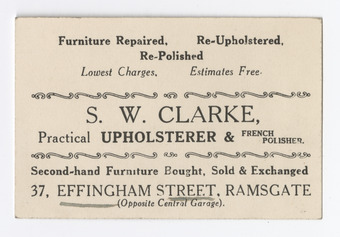 Furniture Repaired, Re-Upholstered,
Re-Polished
Lowest Charges. Estimates Free.
S. W. CLARKE,
Practical UPHOLSTERER & FRENCH POLISHER.
Second-hand Furniture Bought, Sold & Exchanged
37, EFFINGHAM STREET, RAMSGATE
(Opposite Central Garage).